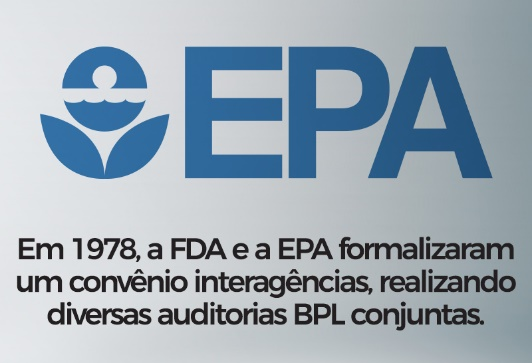 EPA
Em 1978, a FDA e a EPA formalizaram
um convênio interagências, realizando
diversas auditorias BPL conjuntas.